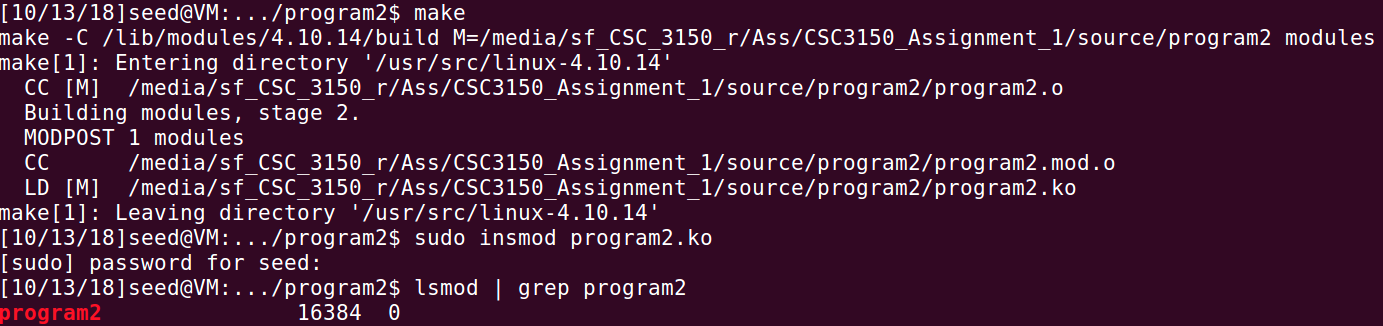 [10/13/18]seed@VM:.../program2$ make
make -C /lib/modules/4.10.14/build M=/media/sf_CSC_3150_r/Ass/CSC3150_Assignment_1/source/program2 modules
make[1]: Entering directory '/usr/src/linux-4.10.14'
  CC [M]  /media/sf_CSC_3150_r/Ass/CSC3150_Assignment_1/source/program2/program2.o
  Building modules, stage 2.
  MODPOST 1 modules
  CC      /media/sf_CSC_3150_r/Ass/CSC3150_Assignment_1/source/program2/program2.mod.o
  LD [M]  /media/sf_CSC_3150_r/Ass/CSC3150_Assignment_1/source/program2/program2.ko
make[1]: Leaving directory '/usr/src/linux-4.10.14'
[10/13/18]seed@VM:.../program2$ sudo insmod program2.ko
[sudo] password for seed:
[10/13/18]seed@VM:.../program2$ lsmod | grep program2
program2               16384  0